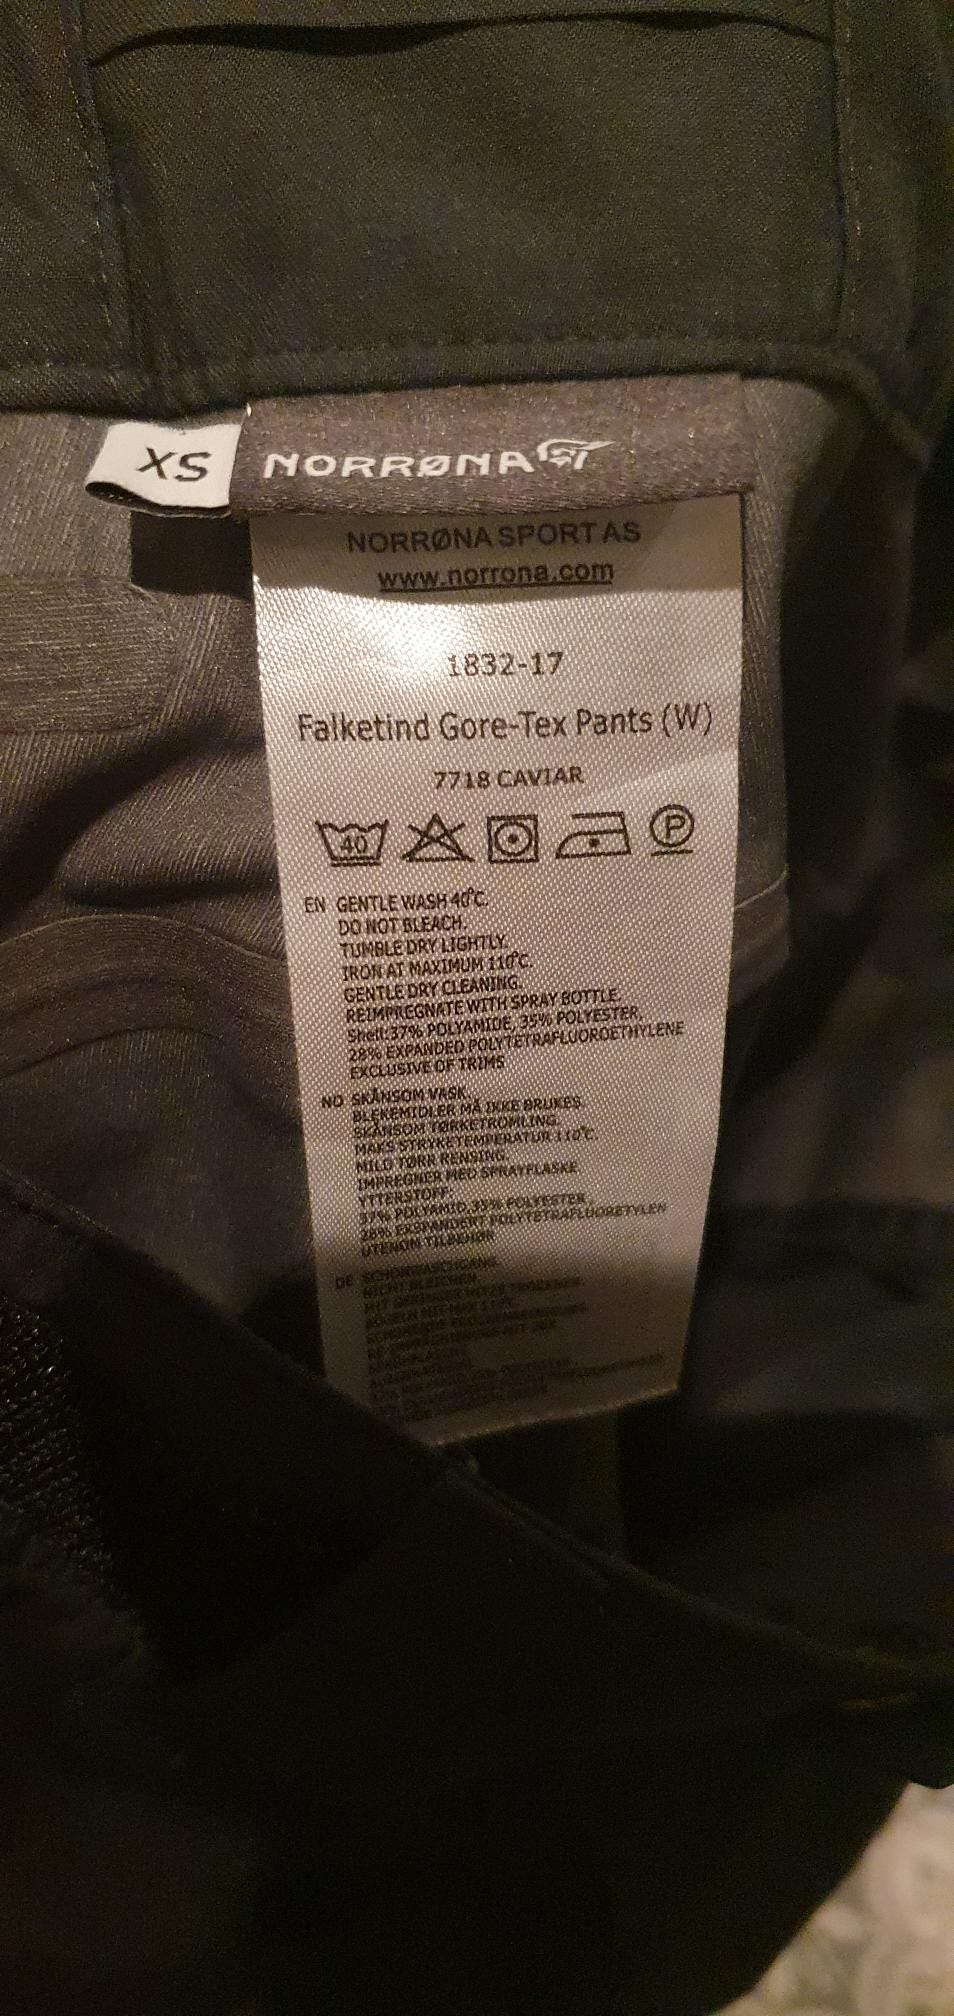 XS
NORRØNA
NORRØNA SPORT AS
www.norrona.com
1832-17
Falketind Gore-Tex Pants (W)
7718 CAVIAR
40
P
EN GENTLE WASH 40°C.
DO NOT BLEACH.
TUMBLE DRY LIGHTLY.
IRON AT MAXIMUM 110°C.
GENTLE DRY CLEANING.
REIMPREGNATE WITH SPRAY BOTTLE.
Shell:37% POLYAMIDE, 35% POLYESTER,
28% EXPANDED POLYTETRAFLUOROETHYLENE
EXCLUSIVE OF TRIMS
NO SKÅNSOM VASK.
BLEKEMIDLER MÅ IKKE BRUKES.
SKÅNSOM TØRKETROMLING.
MAKS STRYKETEMPERATUR 110°C.
MILD TØRR RENSING.
IMPREGNER MED SPRAYFLASKE
YTTERSTOFF:
37% POLYAMID,35% POLYESTER ,
28% EKSPANDERT POLYTETRAFLUORETYLEN
UTENOM TILBEHØR
DE SCHONWASCHGANG.
NICHT BLEICHEN.